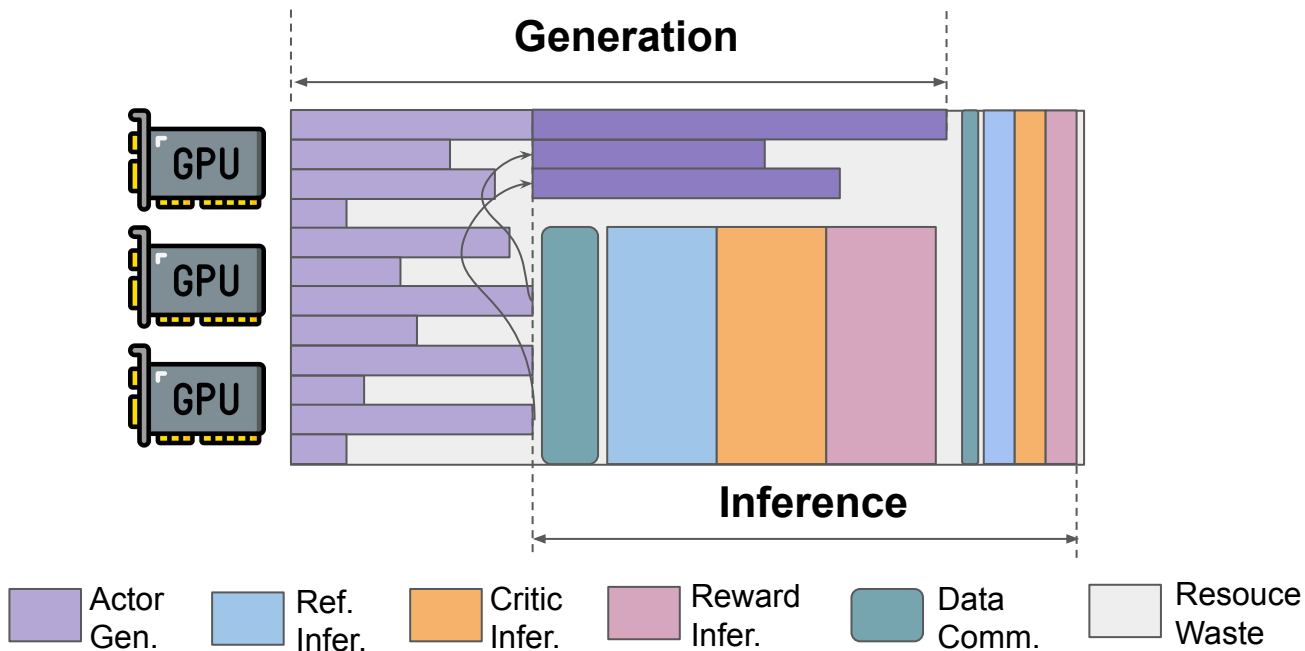 Generation
GPU
GPU
GPU
Inference
Actor
Gen.
Ref.
Infer.
Critic
Infer.
Reward
Infer.
Data
Comm.
Resouce
Waste